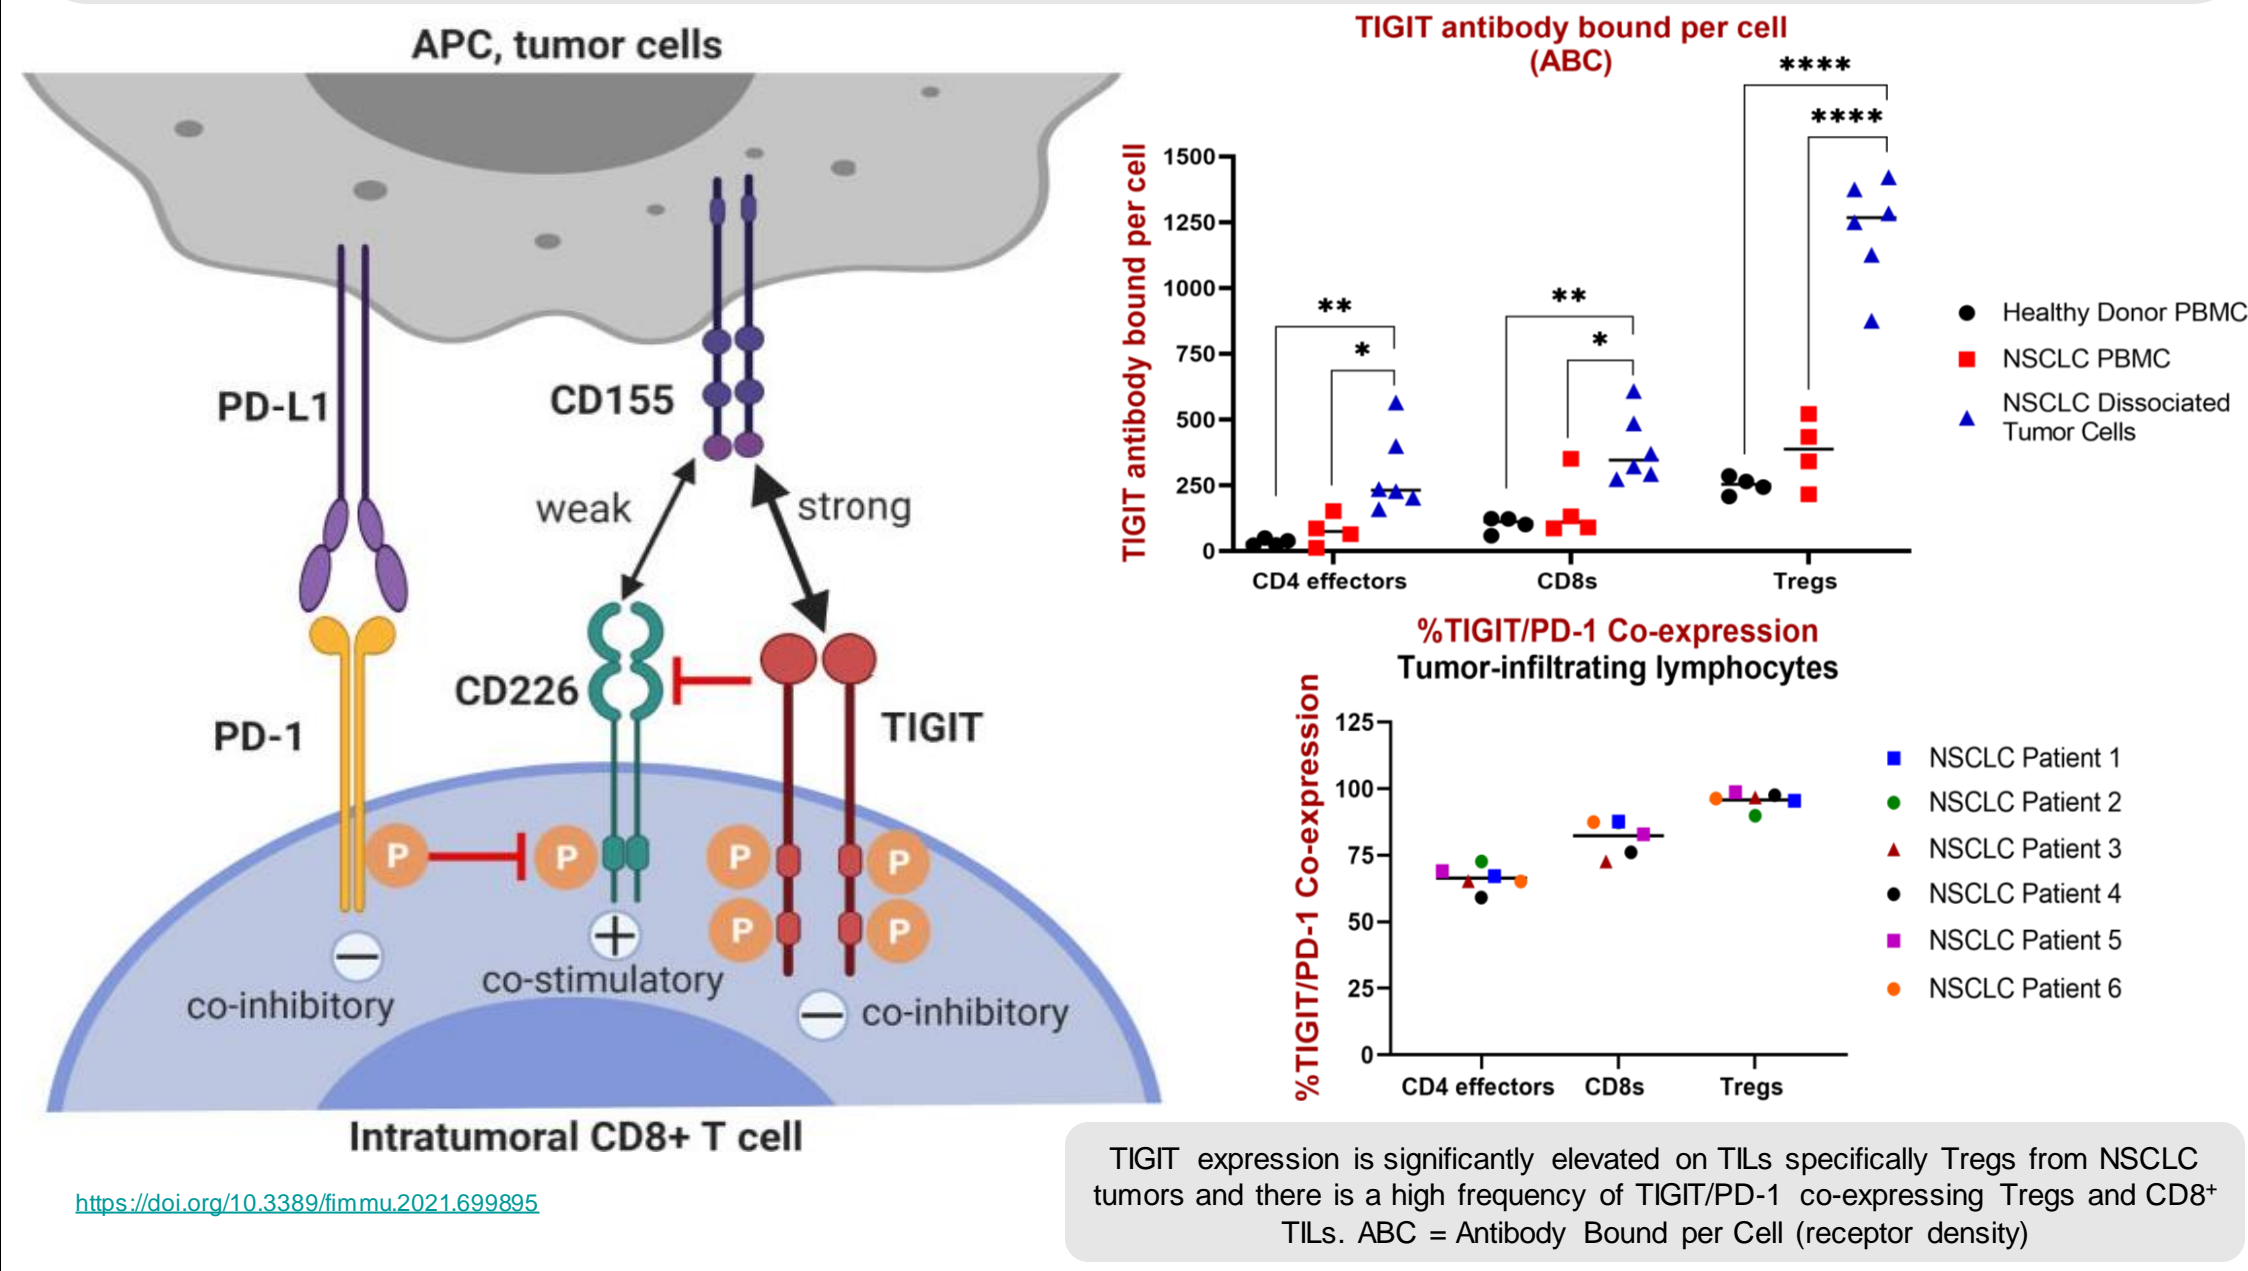 APC, tumor cells
PD-L1
CD155
weak
strong
CD226
PD-1
TIGIT
P
P
P
P
P
P
co-inhibitory
co-stimulatory
co-inhibitory
Intratumoral CD8+ T cell
https://doi.org/10.3389/fimmu.2021.699895
TIGIT antibody bound per cell
(ABC)
TIGIT antibody bound per cell
1500
1250
1000
750
500
250
0
****
****
**
*
**
*
CD4 effectors
CD8s
Tregs
Healthy Donor PBMC
NSCLC PBMC
NSCLC Dissociated
Tumor Cells
%TIGIT/PD-1 Co-expression
Tumor-infiltrating lymphocytes
%TIGIT/PD-1 Co-expression
125
100
75
50
25
0
CD4 effectors
CD8s
Tregs
NSCLC Patient 1
NSCLC Patient 2
NSCLC Patient 3
NSCLC Patient 4
NSCLC Patient 5
NSCLC Patient 6
TIGIT expression is significantly elevated on TILs specifically Tregs from NSCLC
tumors and there is a high frequency of TIGIT/PD-1 co-expressing Tregs and CD8⁺
TILs. ABC = Antibody Bound per Cell (receptor density)